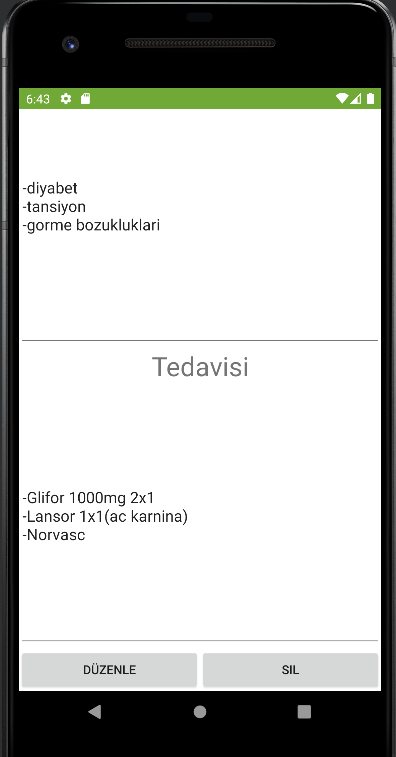 6:43
-diyabet
-tansiyon
-gorme bozukluklari
Tedavisi
-Glifor 1000mg 2x1
-Lansor 1x1(ac karnina)
-Norvasc
DÜZENLE
SIL